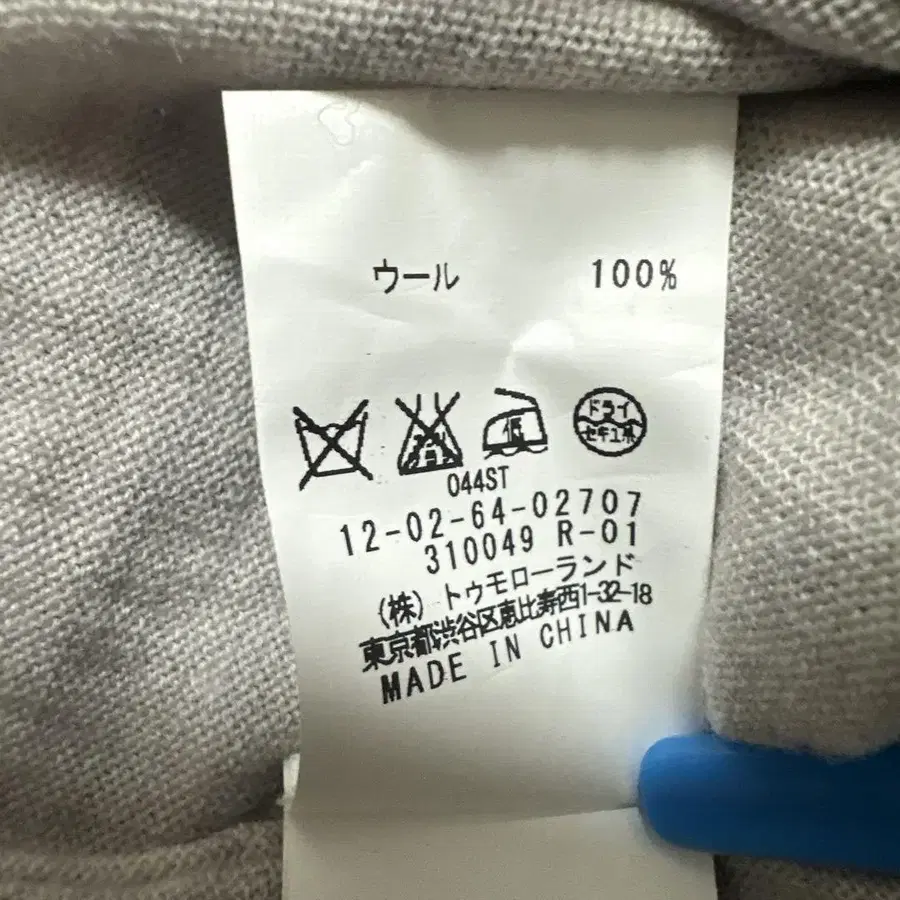 ウール 100%
低 ドライ
セキユ系
044ST
12-02-64-02707
310049 R-01
(株) トゥモローランド
東京都渋谷区恵比寿西1-32-18
MADE IN CHINA